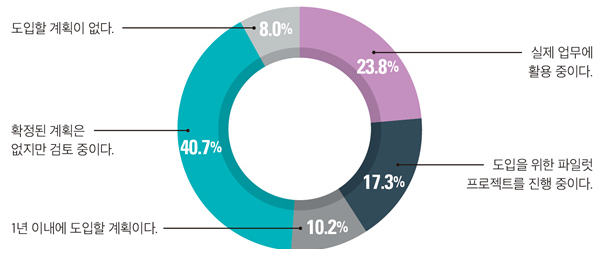 도입할 계획이 없다.
8.0%
실제 업무에
활용 중이다.
23.8%
확정된 계획은
없지만 검토 중이다.
40.7%
도입을 위한 파일럿
프로젝트를 진행 중이다.
17.3%
1년 이내에 도입할 계획이다.
10.2%